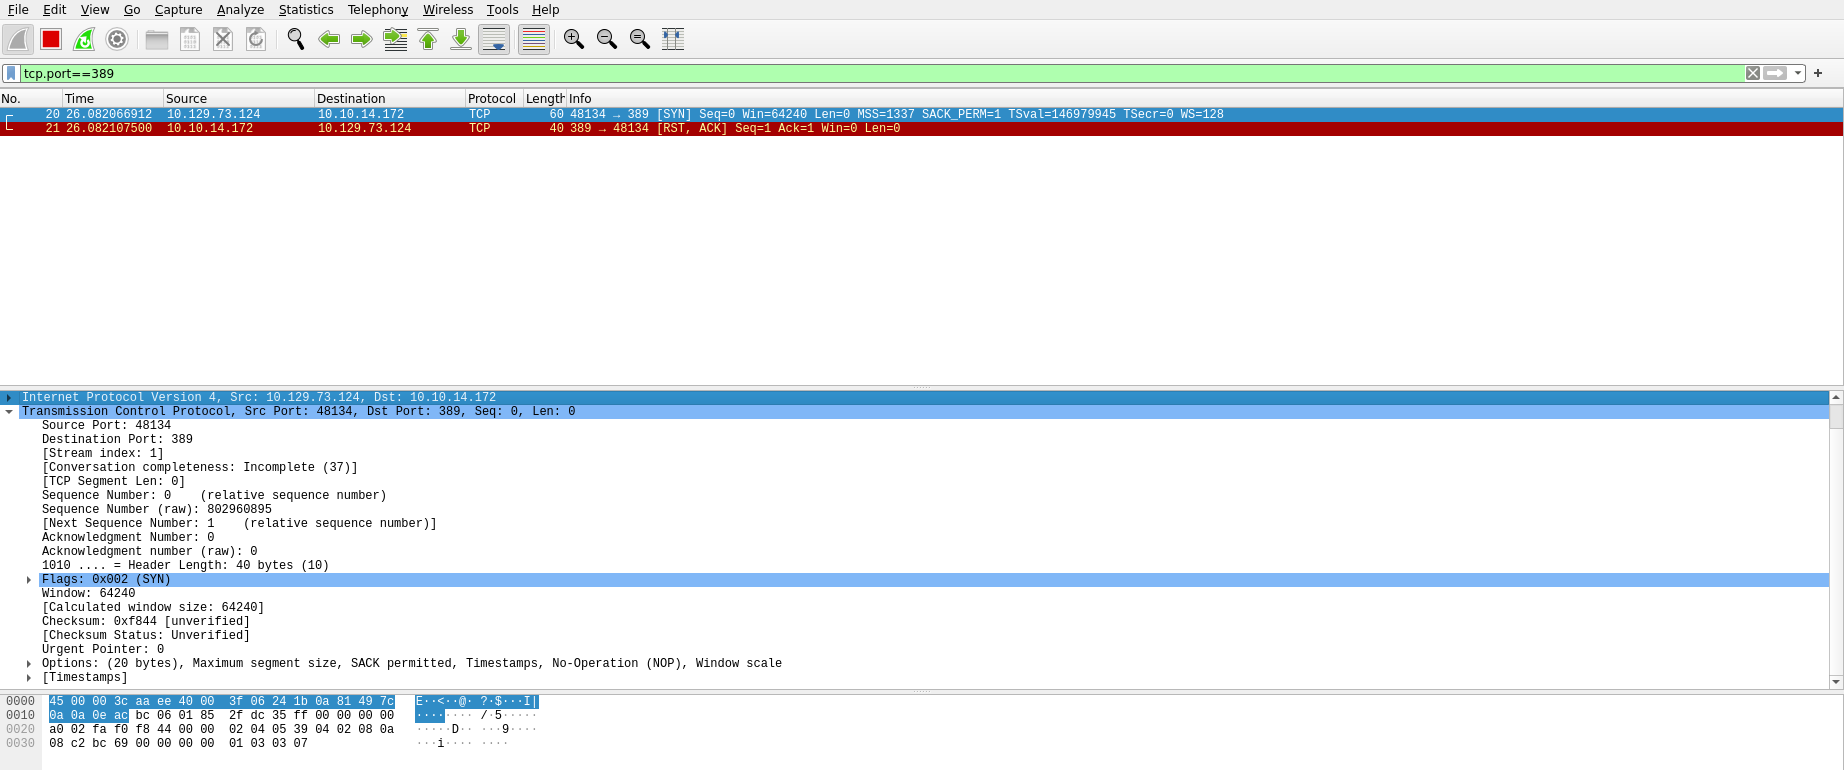 File Edit View Go Capture Analyze Statistics Telephony Wireless Tools Help
tcp.port==389
No. Time Source Destination Protocol Length Info
20 26.082066912 10.129.73.124 10.10.14.172 TCP 60 48134 → 389 [SYN] Seq=0 Win=64240 Len=0 MSS=1337 SACK_PERM=1 TSval=146979945 TSecr=0 WS=128
21 26.082107500 10.10.14.172 10.129.73.124 TCP 40 389 → 48134 [RST, ACK] Seq=1 Ack=1 Win=0 Len=0
Internet Protocol Version 4, Src: 10.129.73.124, Dst: 10.10.14.172
Transmission Control Protocol, Src Port: 48134, Dst Port: 389, Seq: 0, Len: 0
Source Port: 48134
Destination Port: 389
[Stream index: 1]
[Conversation completeness: Incomplete (37)]
[TCP Segment Len: 0]
Sequence Number: 0    (relative sequence number)
Sequence Number (raw): 802960895
[Next Sequence Number: 1    (relative sequence number)]
Acknowledgment Number: 0
Acknowledgment number (raw): 0
1010 .... = Header Length: 40 bytes (10)
Flags: 0x002 (SYN)
Window: 64240
[Calculated window size: 64240]
Checksum: 0xf844 [unverified]
[Checksum Status: Unverified]
Urgent Pointer: 0
Options: (20 bytes), Maximum segment size, SACK permitted, Timestamps, No-Operation (NOP), Window scale
[Timestamps]
0000 45 00 00 3c aa ee 40 00 3f 06 24 1b 0a 81 49 7c E··<··@· ?·$···I|
0010 0a 0a 0e ac bc 06 01 85 2f dc 35 ff 00 00 00 00 ········ /·5·····
0020 a0 02 fa f0 f8 44 00 00 02 04 05 39 04 02 08 0a ·····D·· ···9····
0030 08 c2 bc 69 00 00 00 00 01 03 03 07 ···i···· ····